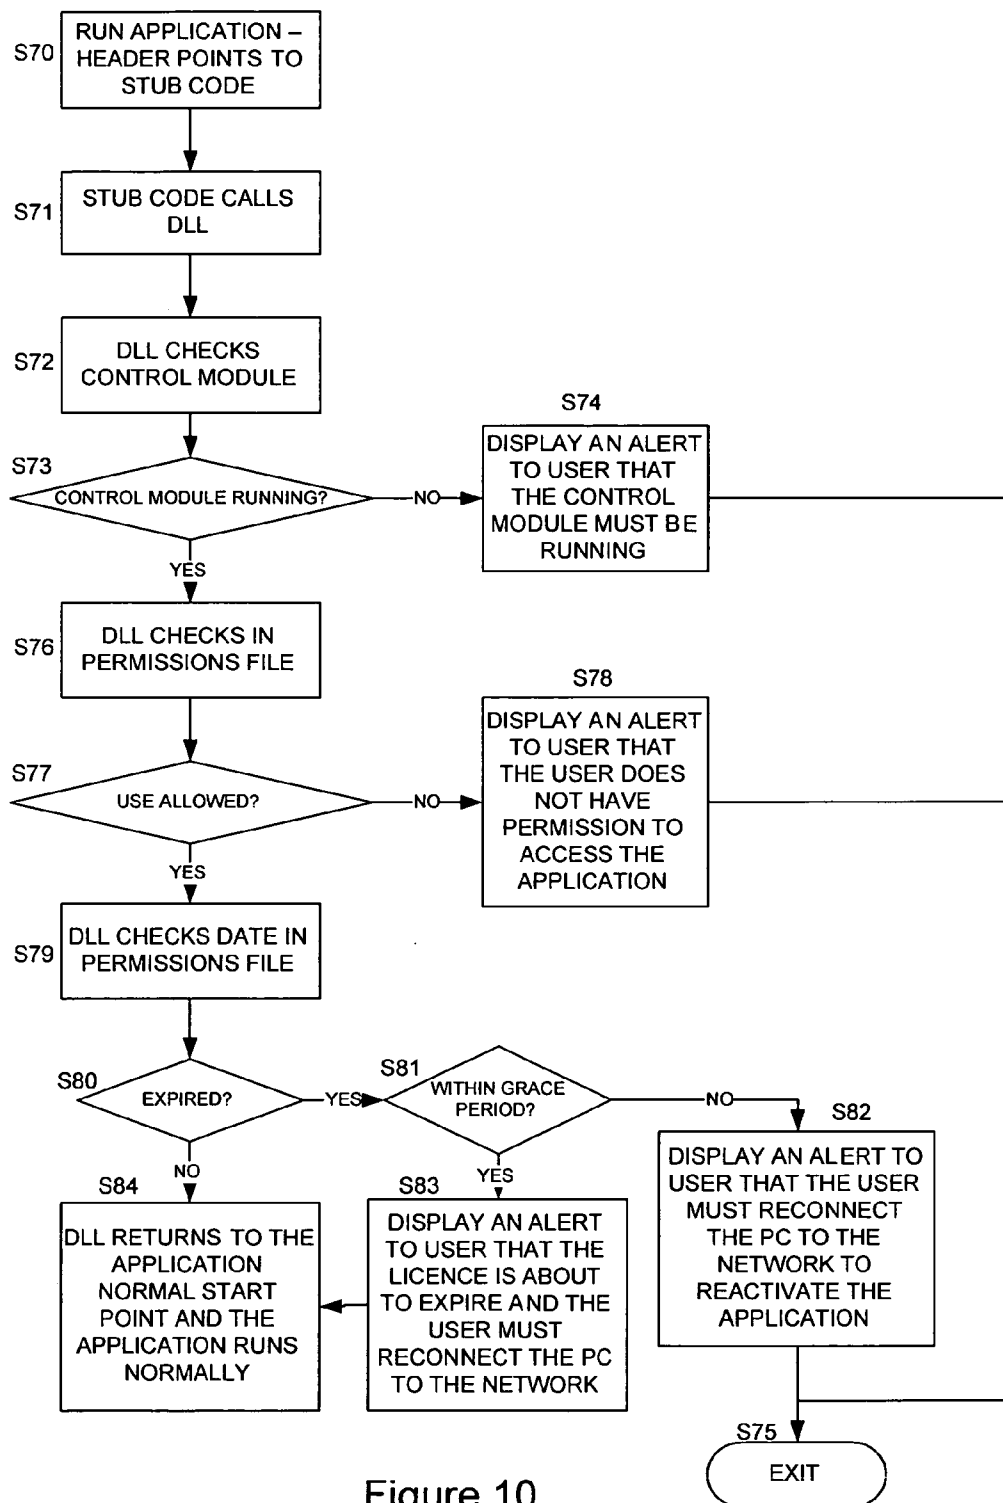 S70
RUN APPLICATION –
HEADER POINTS TO
STUB CODE
S71
STUB CODE CALLS
DLL
S72
DLL CHECKS
CONTROL MODULE
S73
CONTROL MODULE RUNNING?
NO
S74
DISPLAY AN ALERT
TO USER THAT
THE CONTROL
MODULE MUST BE
RUNNING
YES
S76
DLL CHECKS IN
PERMISSIONS FILE
S77
USE ALLOWED?
NO
S78
DISPLAY AN ALERT
TO USER THAT
THE USER DOES
NOT HAVE
PERMISSION TO
ACCESS THE
APPLICATION
YES
S79
DLL CHECKS DATE IN
PERMISSIONS FILE
S80
EXPIRED?
YES
S81
WITHIN GRACE
PERIOD?
NO
S82
DISPLAY AN ALERT TO
USER THAT THE USER
MUST RECONNECT
THE PC TO THE
NETWORK TO
REACTIVATE THE
APPLICATION
NO
S84
DLL RETURNS TO THE
APPLICATION
NORMAL START
POINT AND THE
APPLICATION RUNS
NORMALLY
YES
S83
DISPLAY AN ALERT
TO USER THAT THE
LICENCE IS ABOUT
TO EXPIRE AND THE
USER MUST
RECONNECT THE PC
TO THE NETWORK
S75
EXIT
Figure 10